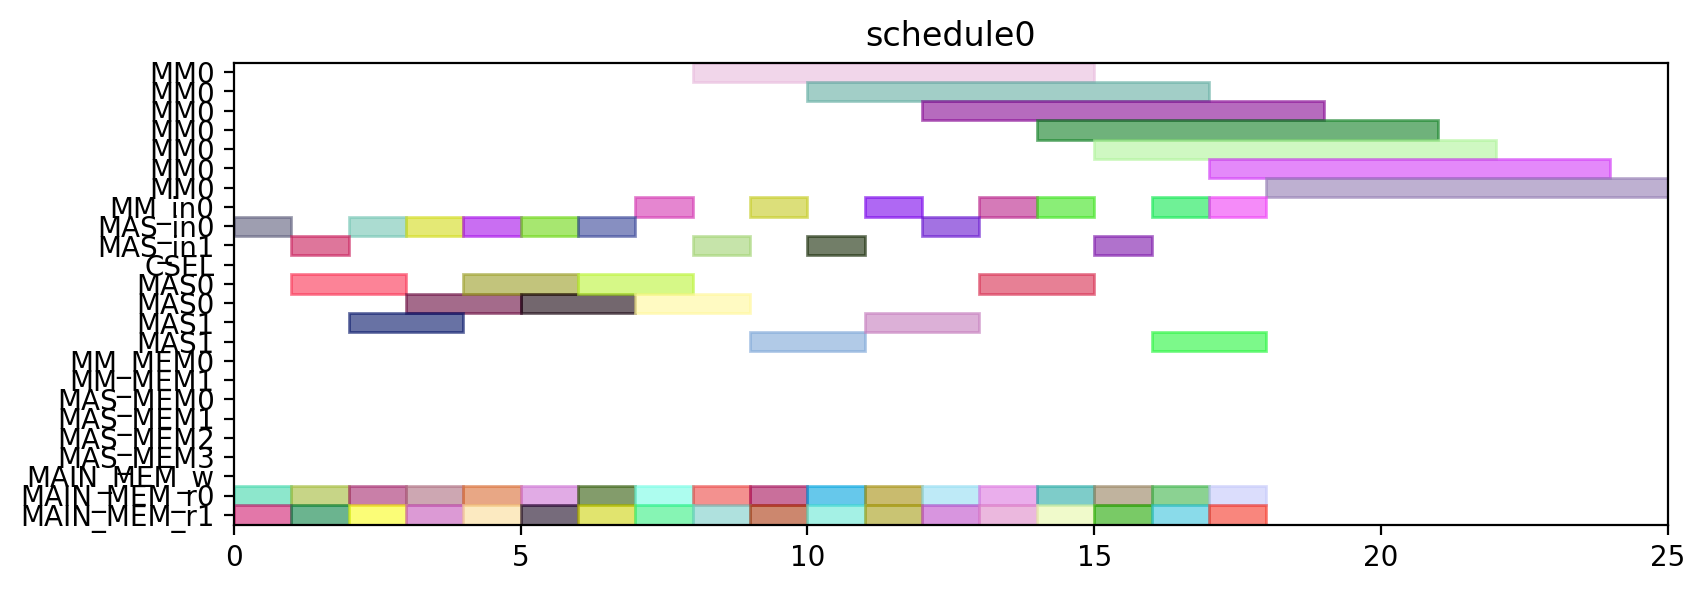 schedule0
MM0
MM0
MM0
MM0
MM0
MM0
MM0
MM_in0
MAS_in0
MAS_in1
CSEL
MAS0
MAS0
MAS1
MAS1
MM_MEM0
MM_MEM1
MAS_MEM0
MAS_MEM1
MAS_MEM2
MAS_MEM3
MAIN_MEM_w
MAIN_MEM_r0
MAIN_MEM_r1
0 5 10 15 20 25